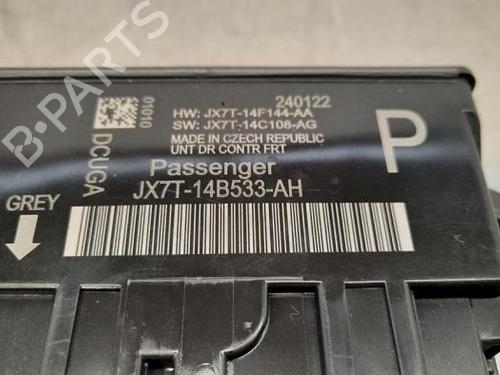 240122
01010
HW: JX7T-14F144-AA
SW: JX7T-14C108-AG
MADE IN CZECH REPUBLIC
UNT DR CONTR FRT
P
DCUGA
Passenger
JX7T-14B533-AH
GREY